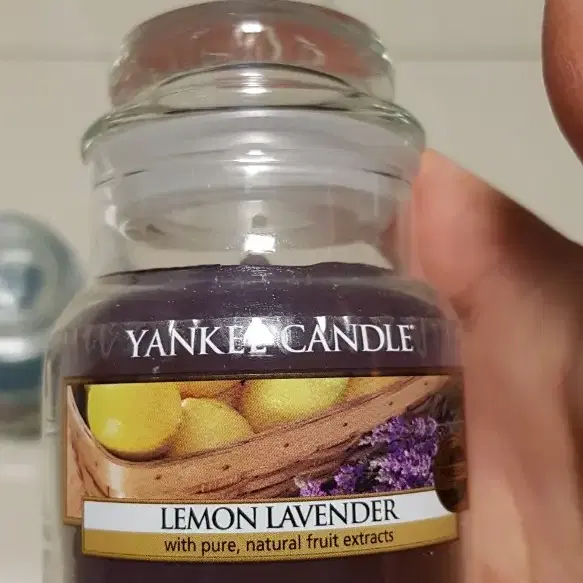 YANKEE CANDLE
LEMON LAVENDER
with pure, natural fruit extracts